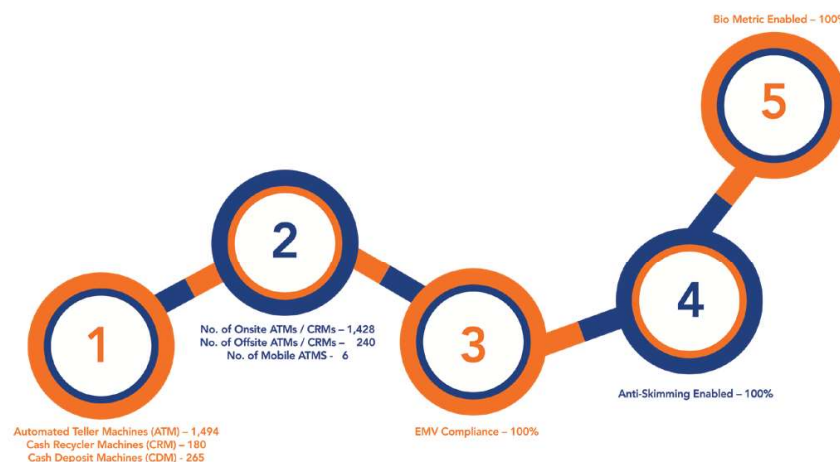 1
Automated Teller Machines (ATM) – 1,494
Cash Recycler Machines (CRM) – 180
Cash Deposit Machines (CDM) - 265
2
No. of Onsite ATMs / CRMs – 1,428
No. of Offsite ATMs / CRMs – 240
No. of Mobile ATMS - 6
3
EMV Compliance – 100%
4
Anti-Skimming Enabled – 100%
Bio Metric Enabled – 100%
5